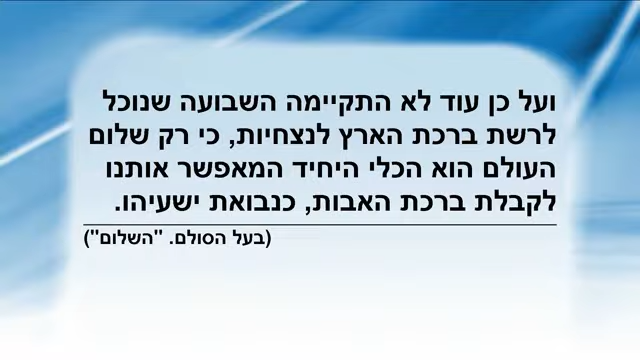 ועל כן עוד לא התקיימה השבועה שנוכל
לרשת ברכת הארץ לנצחיות, כי רק שלום
העולם הוא הכלי היחיד המאפשר אותנו
לקבלת ברכת האבות, כנבואת ישעיהו.
(בעל הסולם. "השלום")